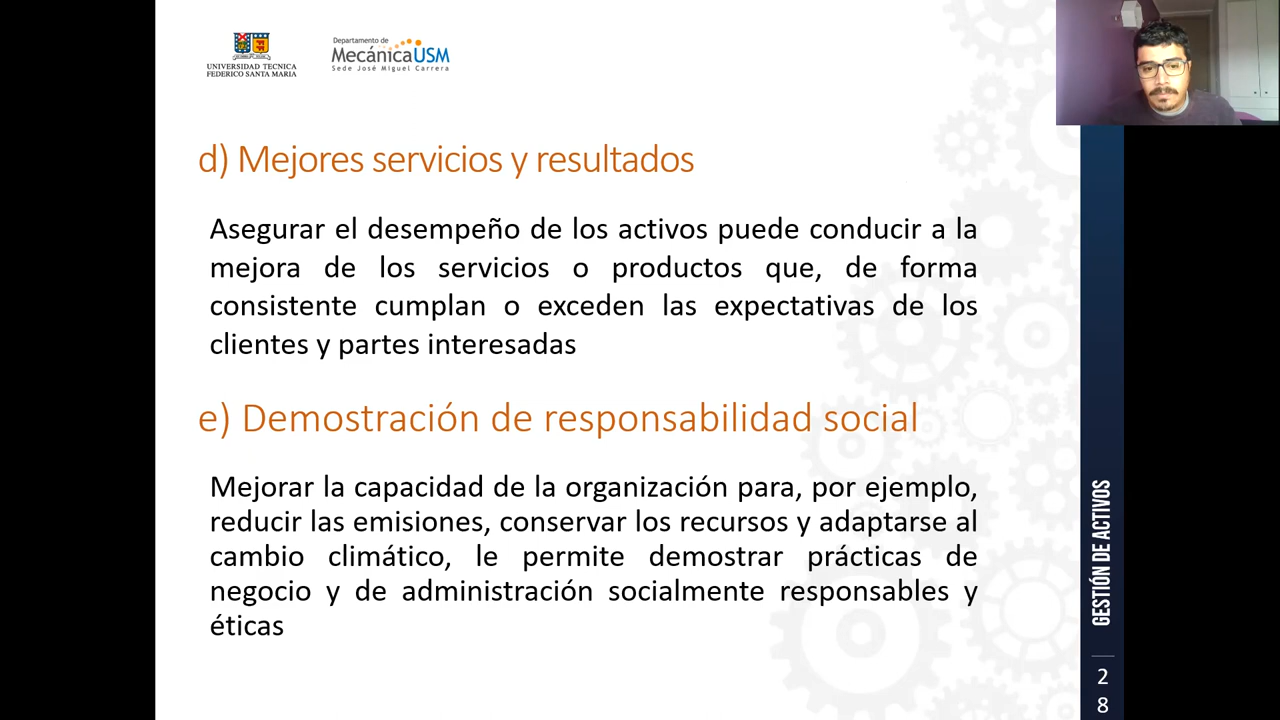 UNIVERSIDAD TECNICA
FEDERICO SANTA MARIA
Departamento de
MecánicaUSM
Sede José Miguel Carrera
d) Mejores servicios y resultados
Asegurar el desempeño de los activos puede conducir a la
mejora de los servicios o productos que, de forma
consistente cumplan o exceden las expectativas de los
clientes y partes interesadas
e) Demostración de responsabilidad social
Mejorar la capacidad de la organización para, por ejemplo,
reducir las emisiones, conservar los recursos y adaptarse al
cambio climático, le permite demostrar prácticas de
negocio y de administración socialmente responsables y
éticas
GESTIÓN DE ACTIVOS
2
8